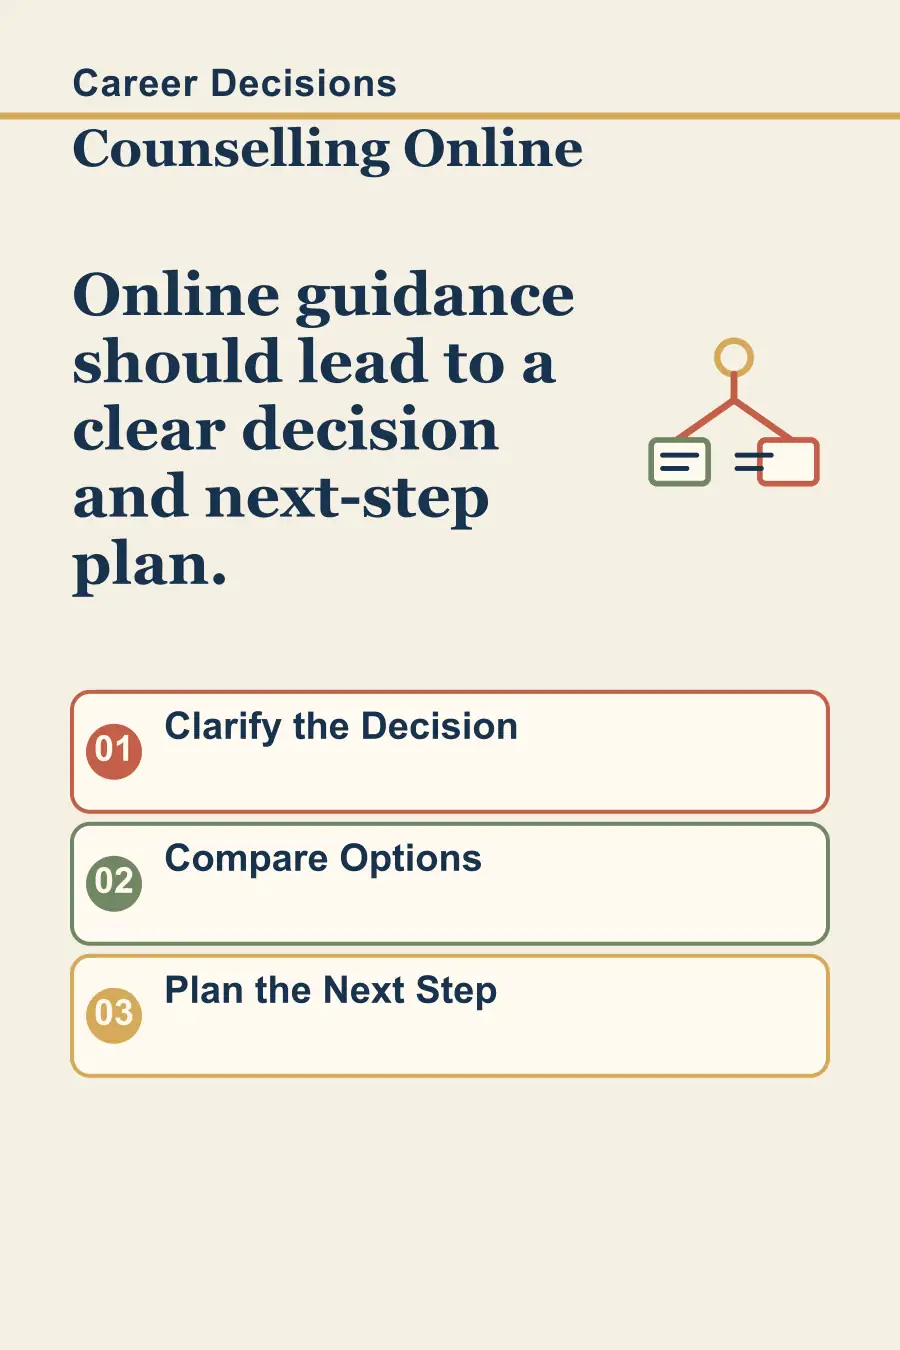 Career Decisions
Counselling Online
Online guidance
should lead to a
clear decision
and next-step
plan.
01
Clarify the Decision
02
Compare Options
03
Plan the Next Step